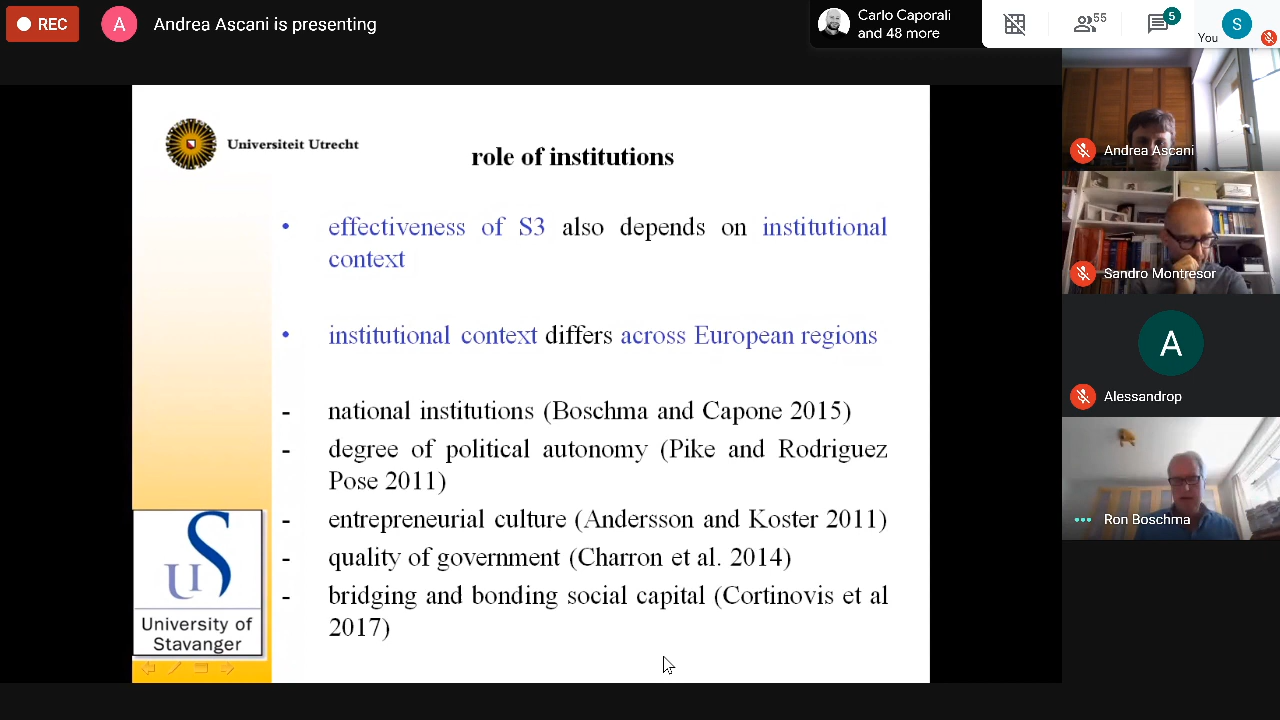 REC
A
Andrea Ascani is presenting
Carlo Caporali
and 48 more
55
5
You
S
Universiteit Utrecht
role of institutions
• effectiveness of S3 also depends on institutional
context
• institutional context differs across European regions
- national institutions (Boschma and Capone 2015)
- degree of political autonomy (Pike and Rodriguez
Pose 2011)
- entrepreneurial culture (Andersson and Koster 2011)
- quality of government (Charron et al. 2014)
- bridging and bonding social capital (Cortinovis et al
2017)
US
University of
Stavanger
Andrea Ascani
Sandro Montresor
A
Alessandrop
Ron Boschma